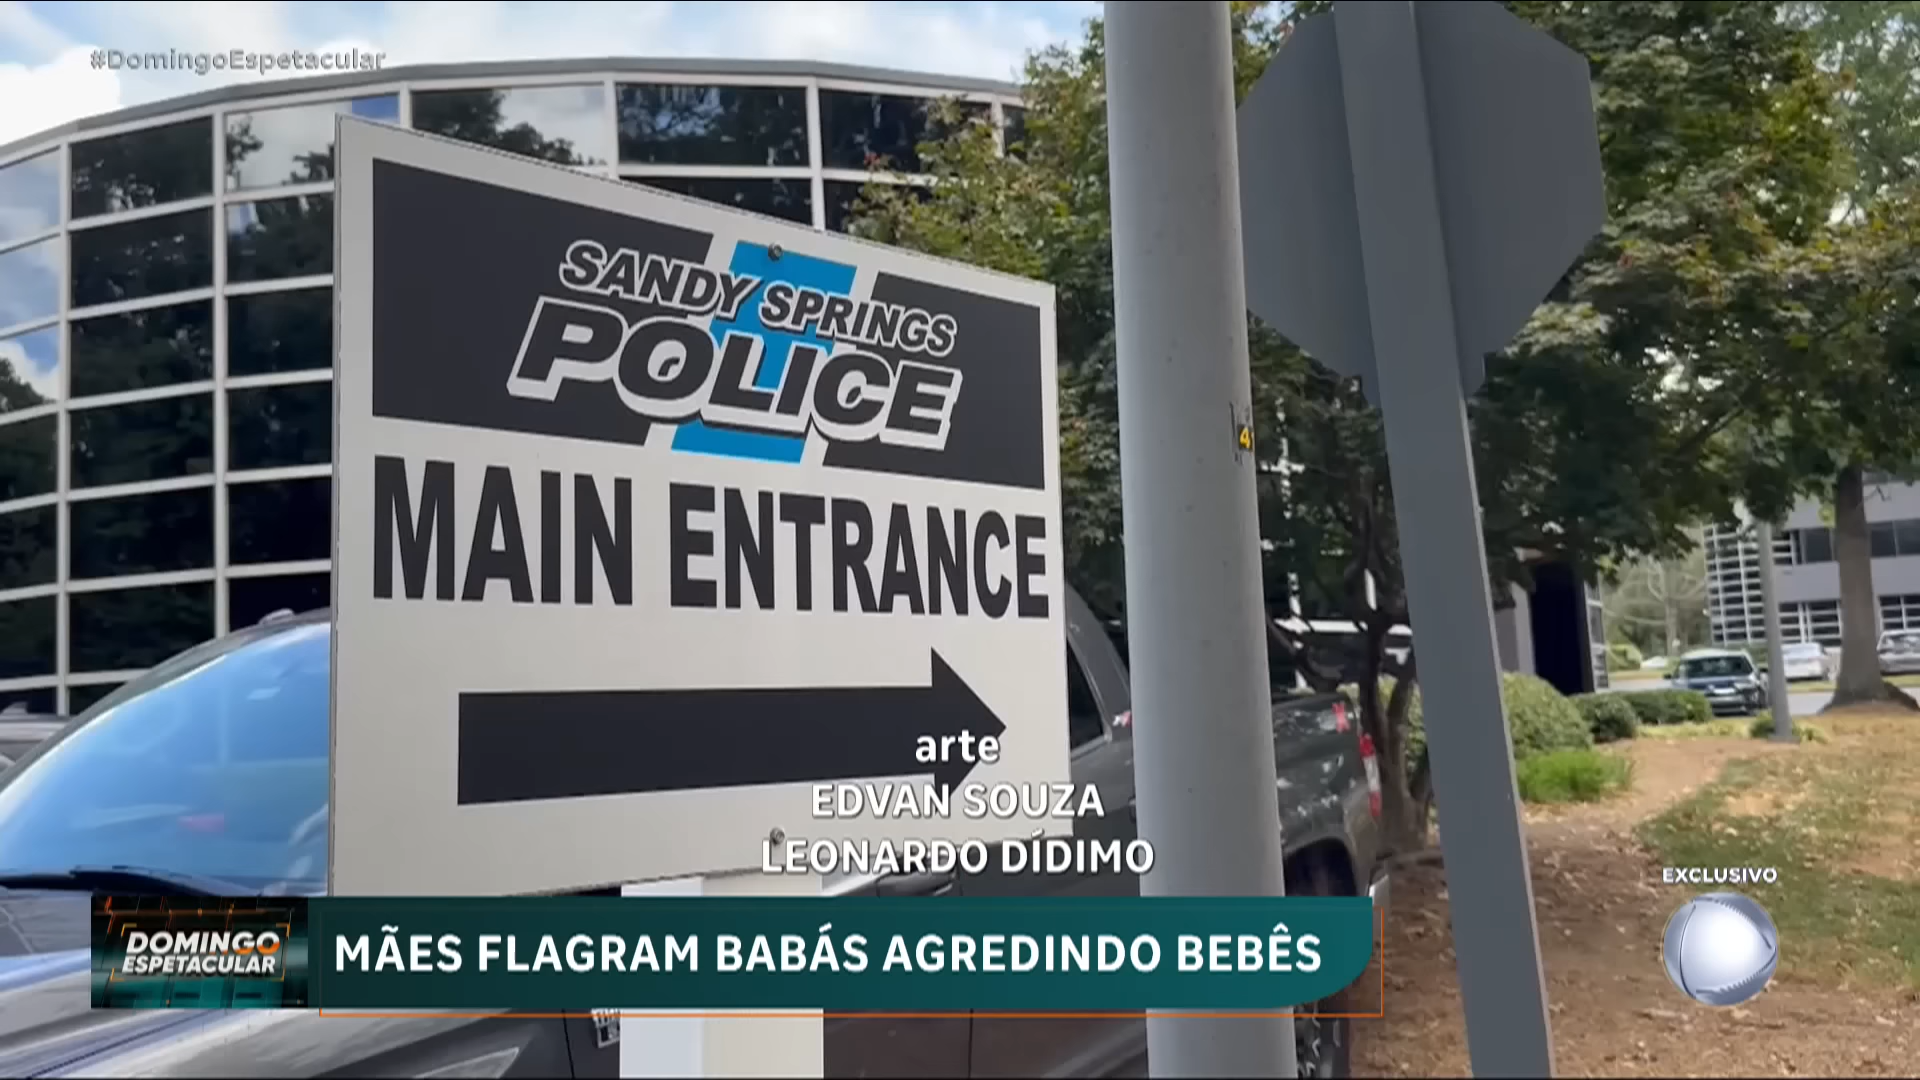 #DomingoEspetacular
SANDY SPRINGS
POLICE
MAIN ENTRANCE
4
arte
EDVAN SOUZA
LEONARDO DÍDIMO
EXCLUSIVO
DOMINGO
ESPETACULAR
MÃES FLAGRAM BABÁS AGREDINDO BEBÊS